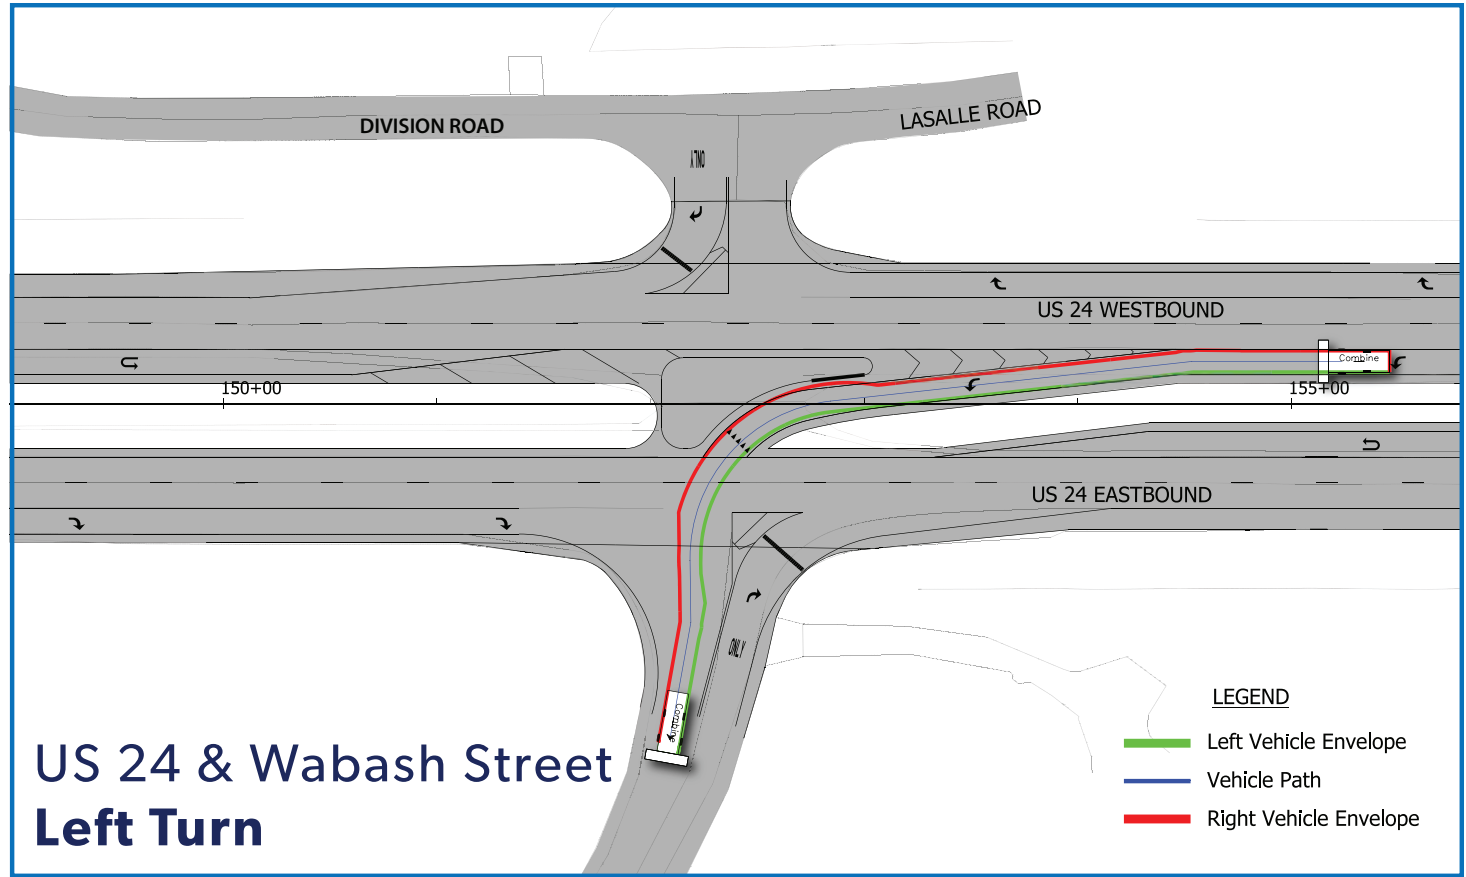 DIVISION ROAD
LASALLE ROAD
ONLY
US 24 WESTBOUND
Combine
150+00
155+00
US 24 EASTBOUND
ONLY
Combine
LEGEND
Left Vehicle Envelope
Vehicle Path
Right Vehicle Envelope
US 24 & Wabash Street
Left Turn